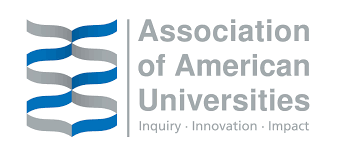 Association
of American
Universities
Inquiry · Innovation · Impact